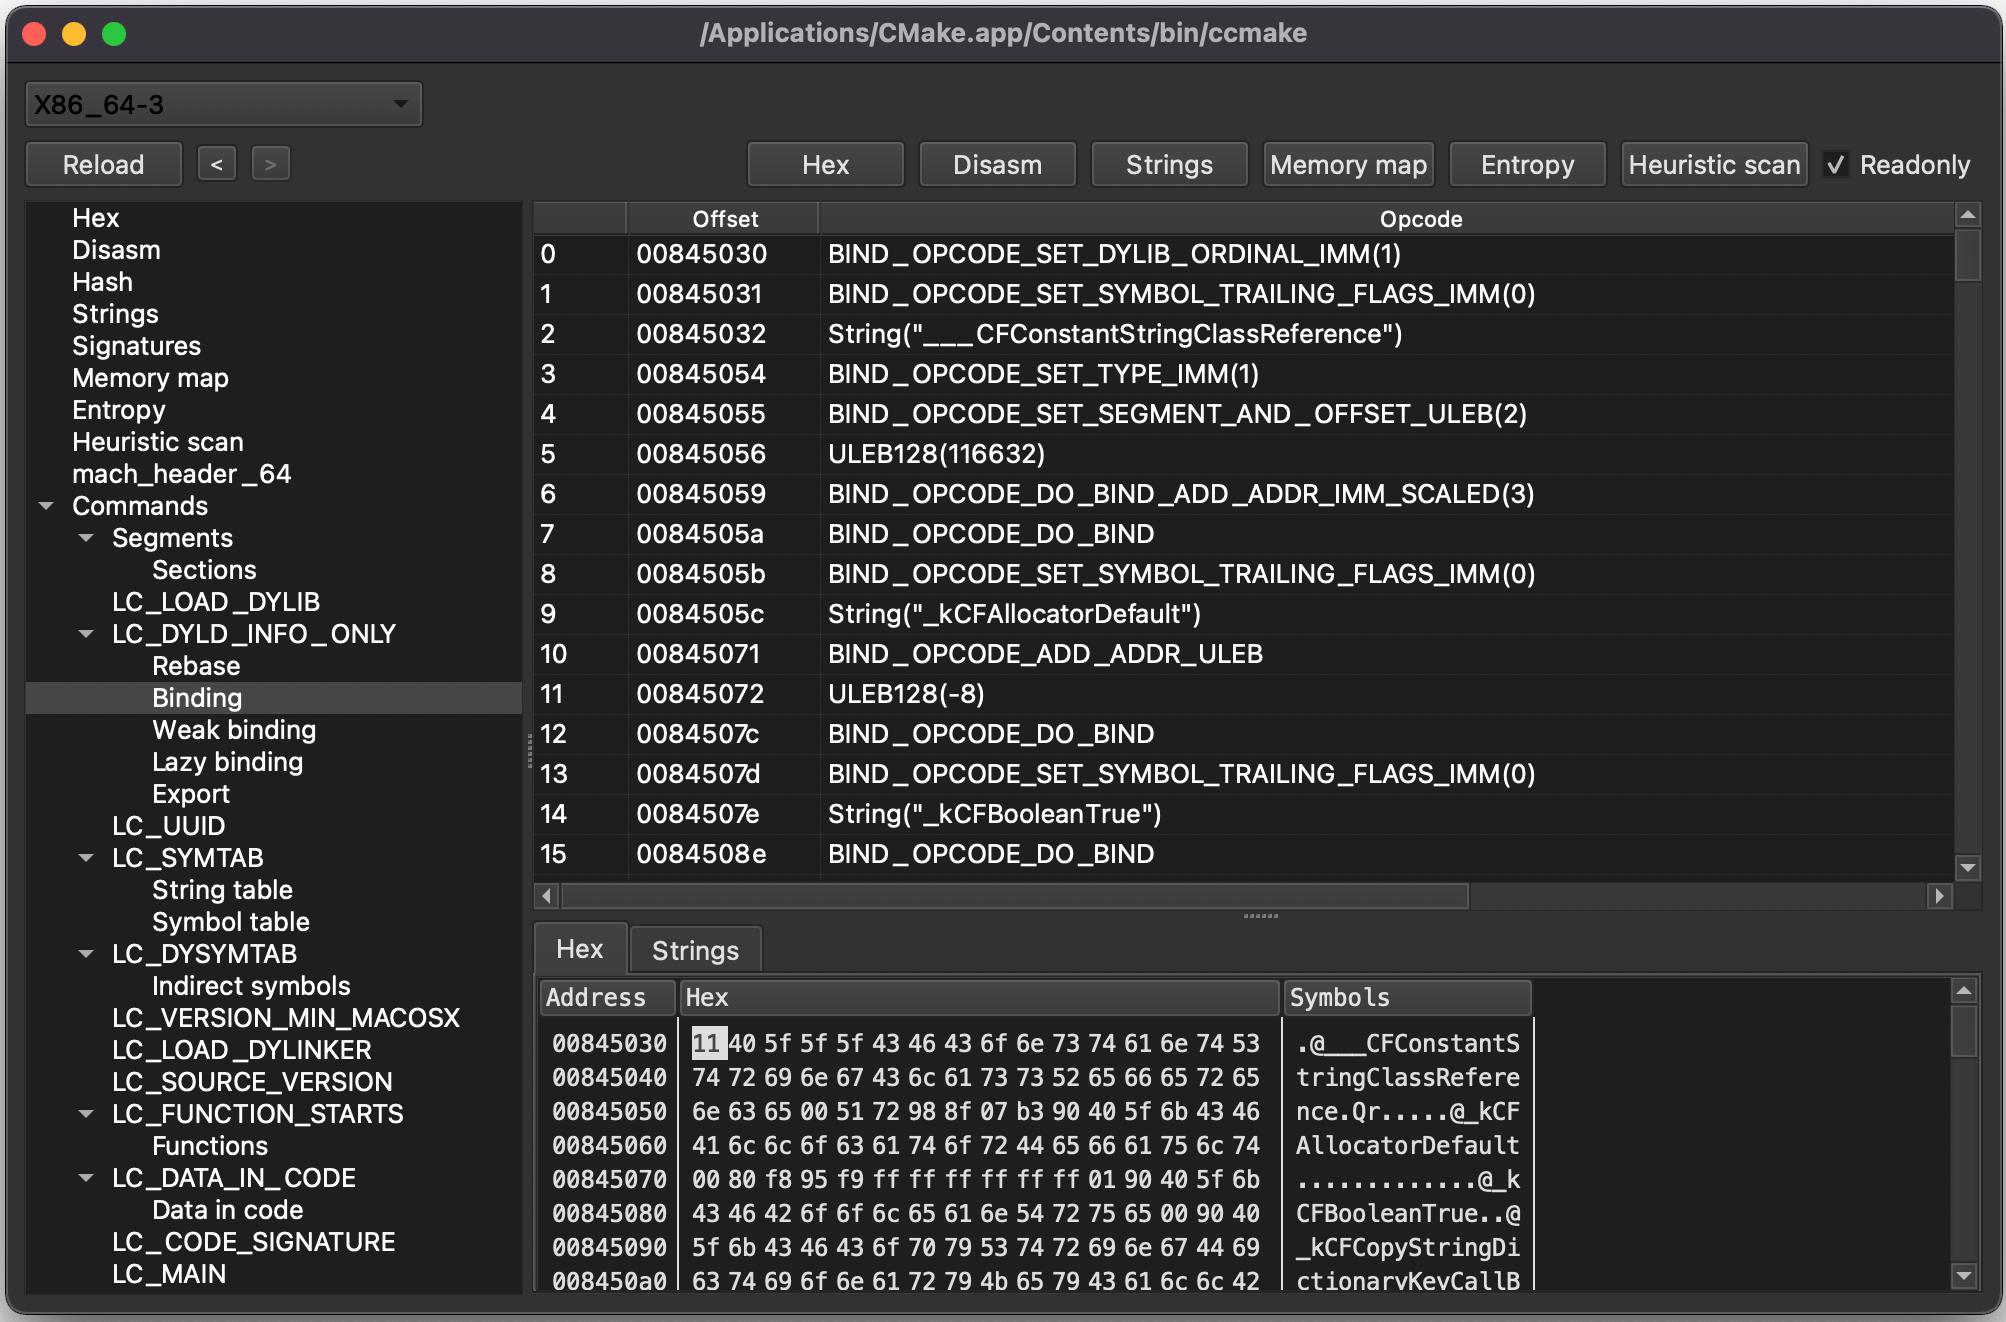 /Applications/CMake.app/Contents/bin/ccmake
X86_64-3
Reload < > Hex Disasm Strings Memory map Entropy Heuristic scan ✓ Readonly
Hex
Disasm
Hash
Strings
Signatures
Memory map
Entropy
Heuristic scan
mach_header_64
Commands
Segments
Sections
LC_LOAD_DYLIB
LC_DYLD_INFO_ONLY
Rebase
Binding
Weak binding
Lazy binding
Export
LC_UUID
LC_SYMTAB
String table
Symbol table
LC_DYSYMTAB
Indirect symbols
LC_VERSION_MIN_MACOSX
LC_LOAD_DYLINKER
LC_SOURCE_VERSION
LC_FUNCTION_STARTS
Functions
LC_DATA_IN_CODE
Data in code
LC_CODE_SIGNATURE
LC_MAIN
Offset Opcode
0 00845030 BIND_OPCODE_SET_DYLIB_ORDINAL_IMM(1)
1 00845031 BIND_OPCODE_SET_SYMBOL_TRAILING_FLAGS_IMM(0)
2 00845032 String("___CFConstantStringClassReference")
3 00845054 BIND_OPCODE_SET_TYPE_IMM(1)
4 00845055 BIND_OPCODE_SET_SEGMENT_AND_OFFSET_ULEB(2)
5 00845056 ULEB128(116632)
6 00845059 BIND_OPCODE_DO_BIND_ADD_ADDR_IMM_SCALED(3)
7 0084505a BIND_OPCODE_DO_BIND
8 0084505b BIND_OPCODE_SET_SYMBOL_TRAILING_FLAGS_IMM(0)
9 0084505c String("_kCFAllocatorDefault")
10 00845071 BIND_OPCODE_ADD_ADDR_ULEB
11 00845072 ULEB128(-8)
12 0084507c BIND_OPCODE_DO_BIND
13 0084507d BIND_OPCODE_SET_SYMBOL_TRAILING_FLAGS_IMM(0)
14 0084507e String("_kCFBooleanTrue")
15 0084508e BIND_OPCODE_DO_BIND
Hex Strings
Address Hex Symbols
00845030 11 40 5f 5f 5f 43 46 43 6f 6e 73 74 61 6e 74 53 .@___CFConstantS
00845040 74 72 69 6e 67 43 6c 61 73 73 52 65 66 65 72 65 tringClassRefere
00845050 6e 63 65 00 51 72 98 8f 07 b3 90 40 5f 6b 43 46 nce.Qr.....@_kCF
00845060 41 6c 6c 6f 63 61 74 6f 72 44 65 66 61 75 6c 74 AllocatorDefault
00845070 00 80 f8 95 f9 ff ff ff ff ff ff 01 90 40 5f 6b .............@_k
00845080 43 46 42 6f 6f 6c 65 61 6e 54 72 75 65 00 90 40 CFBooleanTrue..@
00845090 5f 6b 43 46 43 6f 70 79 53 74 72 69 6e 67 44 69 _kCFCopyStringDi
008450a0 63 74 69 6f 6e 61 72 79 4b 65 79 43 61 6c 6c 42 ctionaryKeyCallB